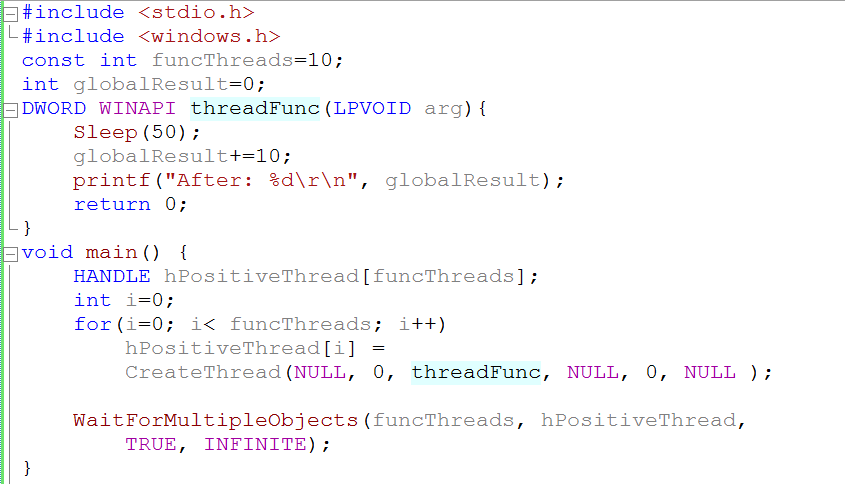 #include <stdio.h>
#include <windows.h>
const int funcThreads=10;
int globalResult=0;
DWORD WINAPI threadFunc(LPVOID arg){
    Sleep(50);
    globalResult+=10;
    printf("After: %d\r\n", globalResult);
    return 0;
}
void main() {
    HANDLE hPositiveThread[funcThreads];
    int i=0;
    for(i=0; i< funcThreads; i++)
        hPositiveThread[i] =
        CreateThread(NULL, 0, threadFunc, NULL, 0, NULL );

    WaitForMultipleObjects(funcThreads, hPositiveThread,
        TRUE, INFINITE);
}